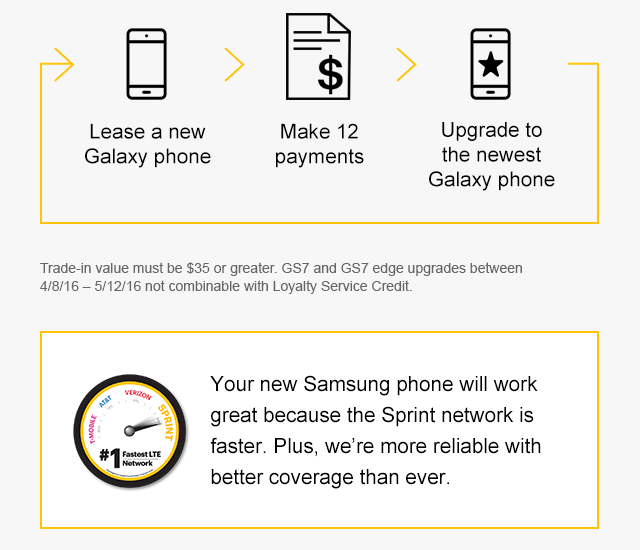 $
Lease a new
Galaxy phone
Make 12
payments
Upgrade to
the newest
Galaxy phone
Trade-in value must be $35 or greater. GS7 and GS7 edge upgrades between
4/8/16 – 5/12/16 not combinable with Loyalty Service Credit.
T-MOBILE
AT&T
VERIZON
SPRINT
#1 Fastest LTE
Network
Your new Samsung phone will work
great because the Sprint network is
faster. Plus, we’re more reliable with
better coverage than ever.